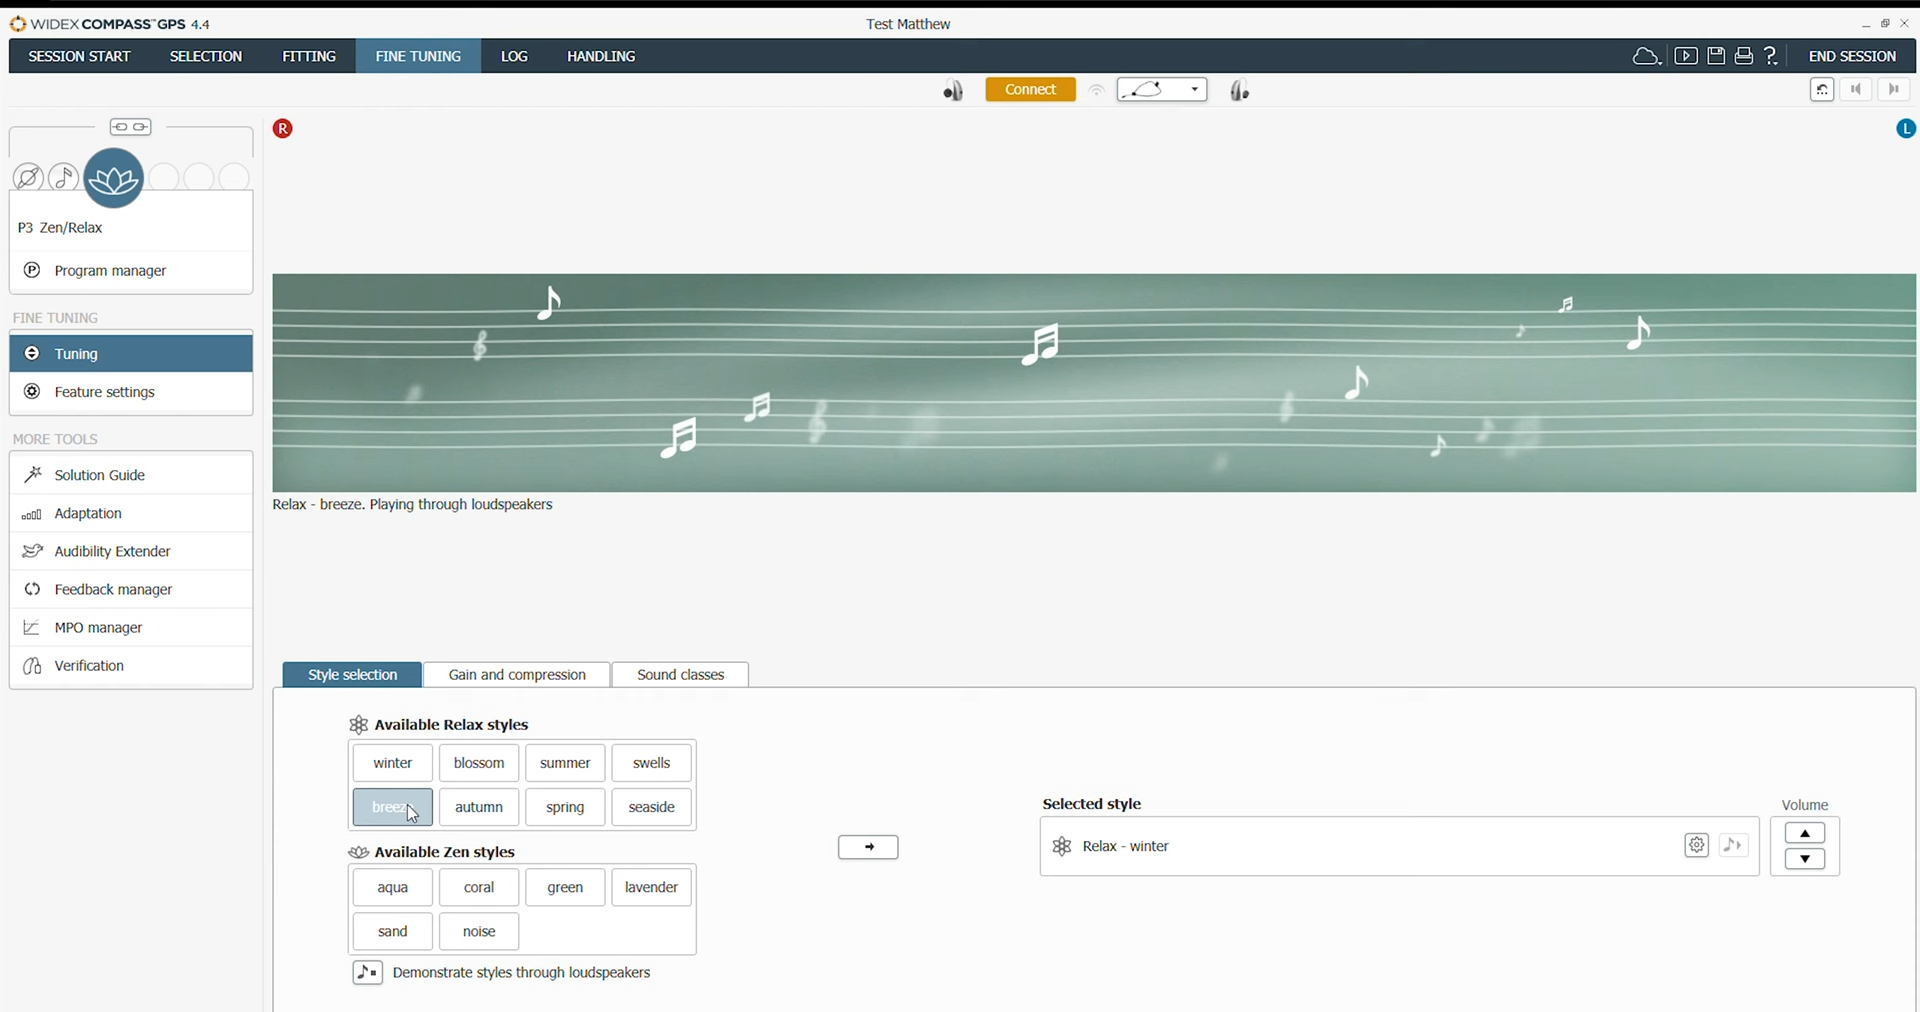 WIDEX COMPASS™ GPS 4.4
Test Matthew
SESSION START
SELECTION
FITTING
FINE TUNING
LOG
HANDLING
?
END SESSION
Connect
R
L
P3 Zen/Relax
P Program manager
FINE TUNING
Tuning
Feature settings
MORE TOOLS
Solution Guide
Adaptation
Audibility Extender
Feedback manager
MPO manager
Verification
Relax - breeze. Playing through loudspeakers
Style selection
Gain and compression
Sound classes
Available Relax styles
winter
blossom
summer
swells
breeze
autumn
spring
seaside
Available Zen styles
aqua
coral
green
lavender
sand
noise
Demonstrate styles through loudspeakers
Selected style
Relax - winter
Volume